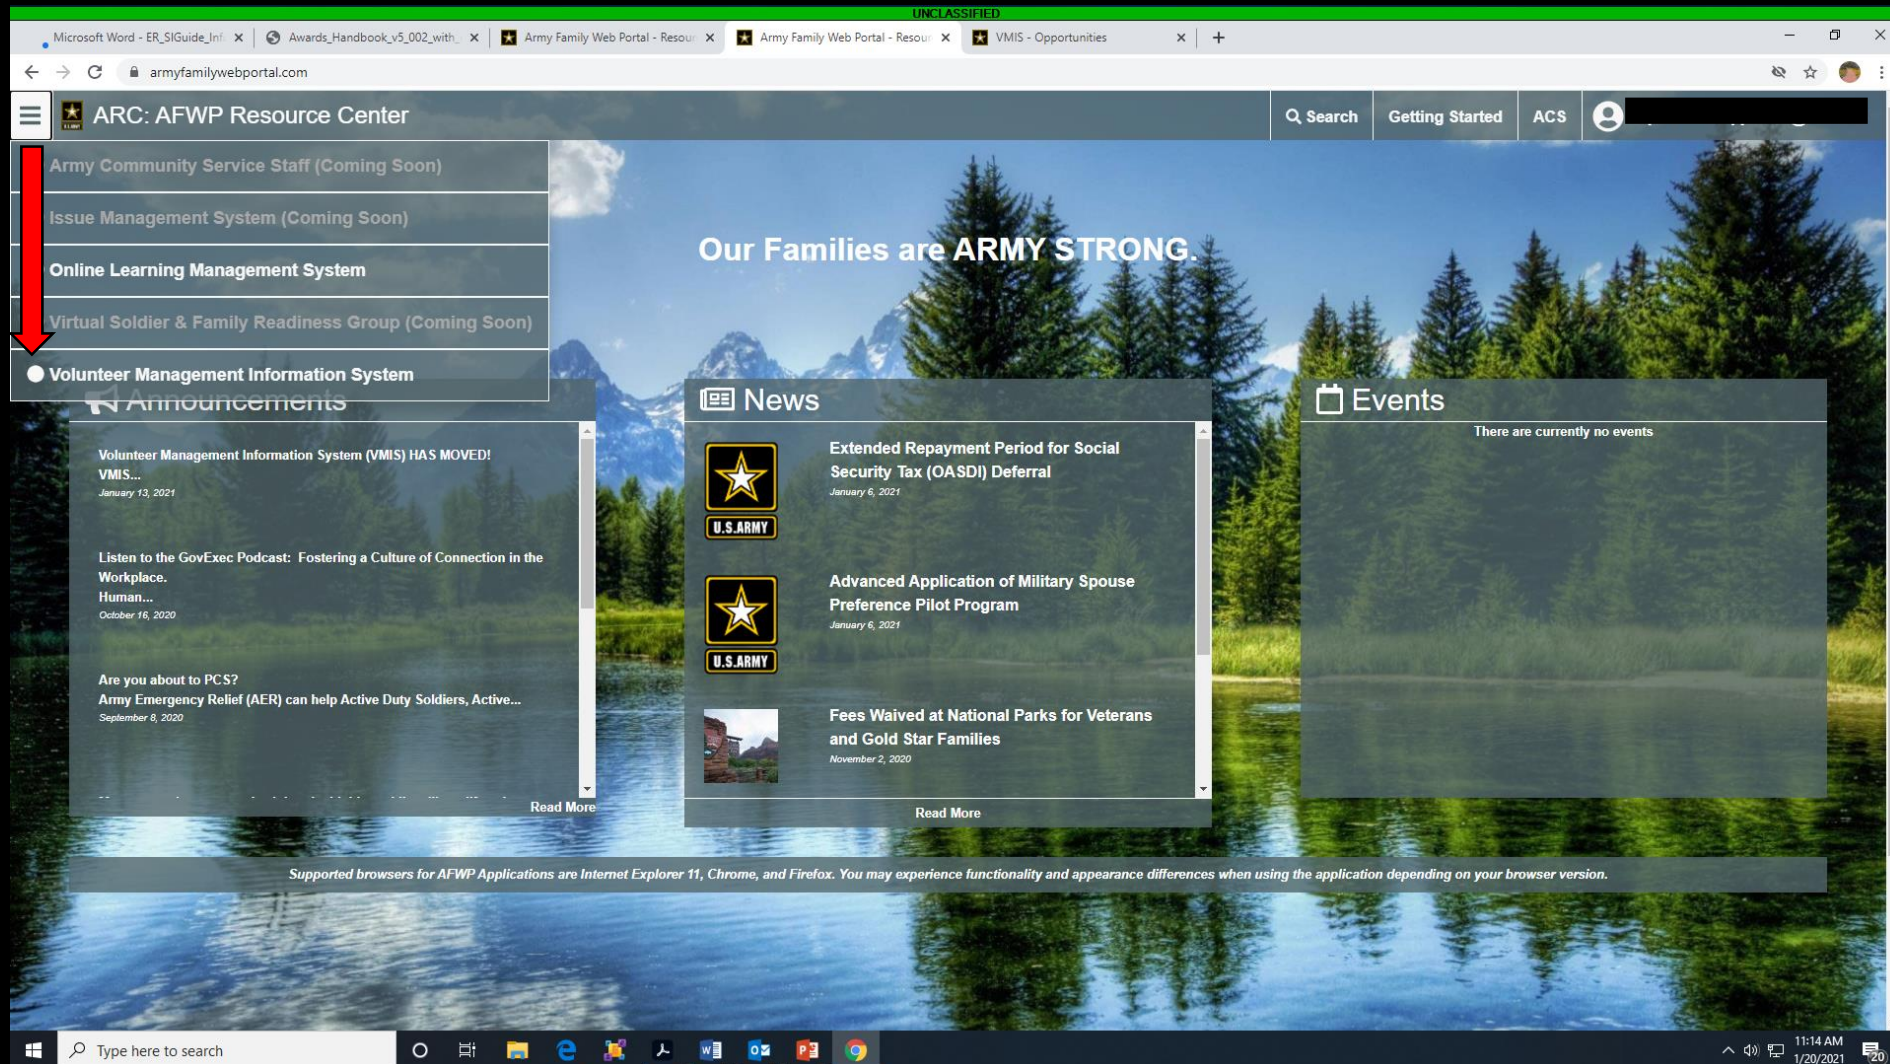 UNCLASSIFIED
Microsoft Word - ER_SIGuide_Inf
Awards_Handbook_v5_002_with_
Army Family Web Portal - Resour
Army Family Web Portal - Resour
VMIS - Opportunities
armyfamilywebportal.com
ARC: AFWP Resource Center
Search
Getting Started
ACS
Army Community Service Staff (Coming Soon)
Issue Management System (Coming Soon)
Online Learning Management System
Virtual Soldier & Family Readiness Group (Coming Soon)
Volunteer Management Information System
Our Families are ARMY STRONG.
Announcements
Volunteer Management Information System (VMIS) HAS MOVED!
VMIS...
January 13, 2021
Listen to the GovExec Podcast: Fostering a Culture of Connection in the
Workplace.
Human...
October 16, 2020
Are you about to PCS?
Army Emergency Relief (AER) can help Active Duty Soldiers, Active...
September 8, 2020
Read More
News
U.S.ARMY
Extended Repayment Period for Social
Security Tax (OASDI) Deferral
January 6, 2021
U.S.ARMY
Advanced Application of Military Spouse
Preference Pilot Program
January 6, 2021
Fees Waived at National Parks for Veterans
and Gold Star Families
November 2, 2020
Read More
Events
There are currently no events
Supported browsers for AFWP Applications are Internet Explorer 11, Chrome, and Firefox. You may experience functionality and appearance differences when using the application depending on your browser version.
Type here to search
11:14 AM
1/20/2021
20